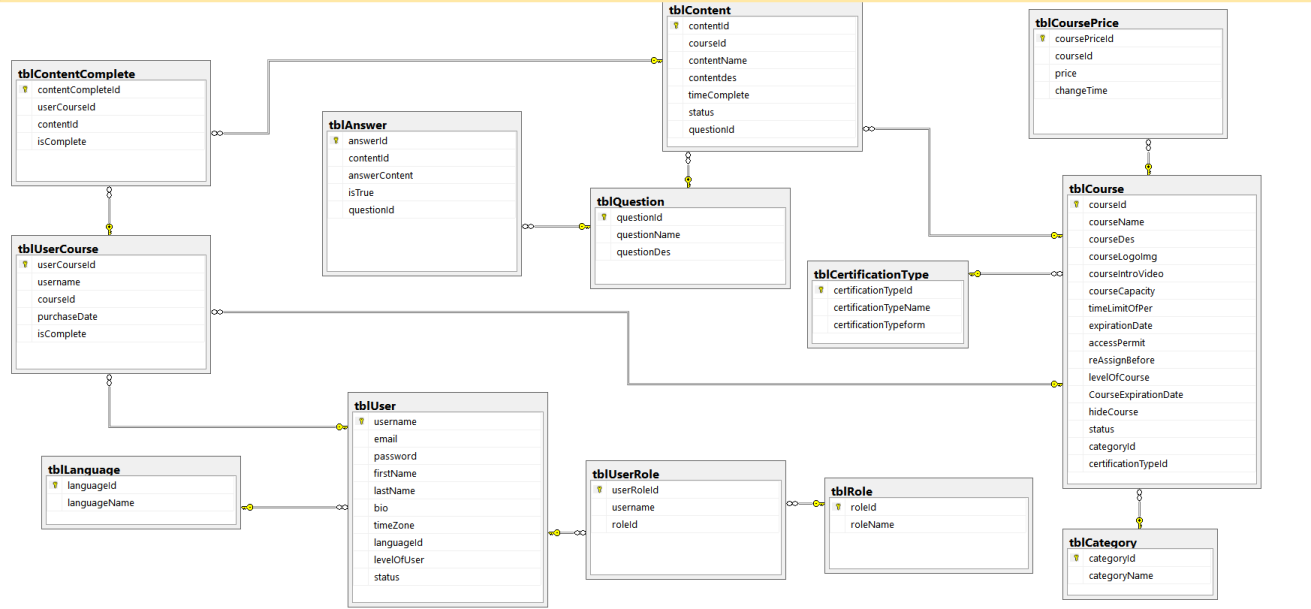 tblContent
contentId
courseId
contentName
contentdes
timeComplete
status
questionId
tblCoursePrice
coursePriceId
courseId
price
changeTime
tblContentComplete
contentCompleteId
userCourseId
contentId
isComplete
tblAnswer
answerId
contentId
answerContent
isTrue
questionId
tblQuestion
questionId
questionName
questionDes
tblCourse
courseId
courseName
courseDes
courseLogoImg
courseIntroVideo
courseCapacity
timeLimitOfPer
expirationDate
accessPermit
reAssignBefore
levelOfCourse
CourseExpirationDate
hideCourse
status
categoryId
certificationTypeId
tblUserCourse
userCourseId
username
courseId
purchaseDate
isComplete
tblCertificationType
certificationTypeId
certificationTypeName
certificationTypeform
tblUser
username
email
password
firstName
lastName
bio
timeZone
languageId
levelOfUser
status
tblLanguage
languageId
languageName
tblUserRole
userRoleId
username
roleId
tblRole
roleId
roleName
tblCategory
categoryId
categoryName